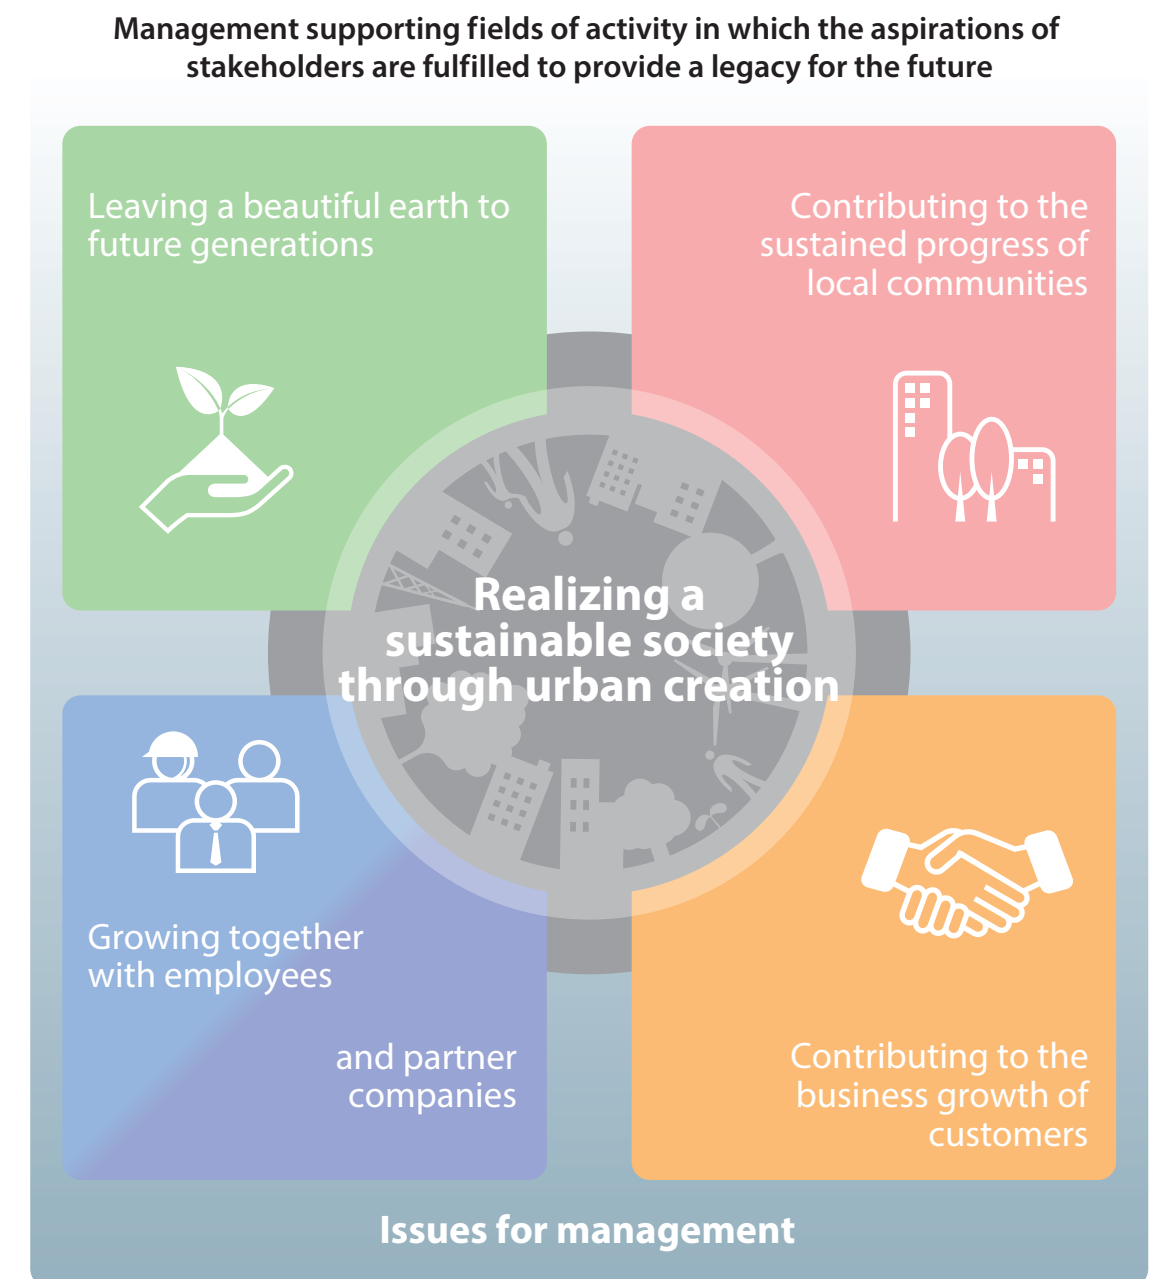 Management supporting fields of activity in which the aspirations of
stakeholders are fulfilled to provide a legacy for the future
Leaving a beautiful earth to
future generations
Contributing to the
sustained progress of
local communities
Realizing a
sustainable society
through urban creation
Growing together
with employees
and partner
companies
Contributing to the
business growth of
customers
Issues for management